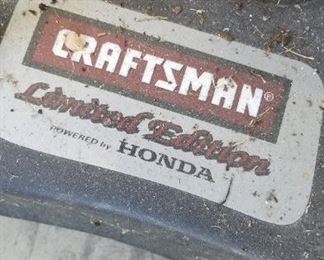 CRAFTSMAN®
Limited Edition
POWERED by HONDA